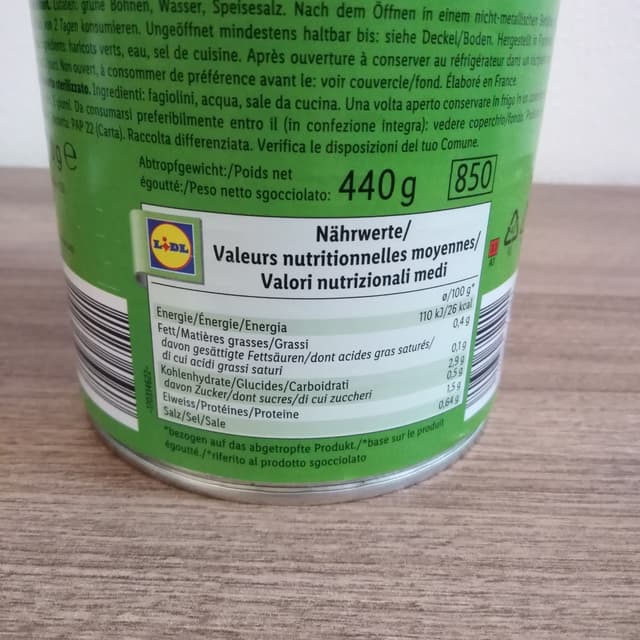 Zutaten: grüne Bohnen, Wasser, Speisesalz. Nach dem Öffnen in einem nicht-metallischen
2 Tagen konsumieren. Ungeöffnet mindestens haltbar bis: siehe Deckel/Boden. Hergestellt in
haricots verts, eau, sel de cuisine. Après ouverture à conserver au réfrigérateur dans un
Non ouvert, à consommer de préférence avant le: voir couvercle/fond. Élaboré en France.
Ingredienti: fagiolini, acqua, sale da cucina. Una volta aperto conservare in frigo in un
giorni. Da consumarsi preferibilmente entro il (in confezione integra): vedere coperchio/fondo.
PAP 22 (Carta). Raccolta differenziata. Verifica le disposizioni del tuo Comune.
g e
Abtropfgewicht:/Poids net
égoutté:/Peso netto sgocciolato: 440 g 850
LIDL
Nährwerte/
Valeurs nutritionnelles moyennes/
Valori nutrizionali medi
ø/100 g*
Energie/Énergie/Energia 110 kJ/26 kcal
Fett/Matières grasses/Grassi 0,4 g
davon gesättigte Fettsäuren/dont acides gras saturés/
di cui acidi grassi saturi 0,1 g
Kohlenhydrate/Glucides/Carboidrati 2,9 g
davon Zucker/dont sucres/di cui zuccheri 0,5 g
Eiweiss/Protéines/Proteine 1,5 g
Salz/Sel/Sale 0,64 g
*bezogen auf das abgetropfte Produkt./*base sur le produit
égoutté./*riferito al prodotto sgocciolato